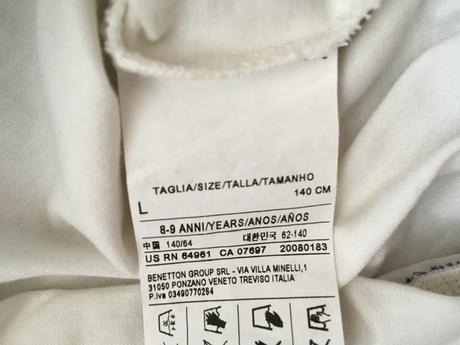 TAGLIA/SIZE/TALLA/TAMANHO
L 140 CM
8-9 ANNI/YEARS/ANOS/AÑOS
中国 140/64 대한민국 62-140
US RN 64961 CA 07697 20080183
BENETTON GROUP SRL - VIA VILLA MINELLI,1
31050 PONZANO VENETO TREVISO ITALIA
P.iva 03490770264